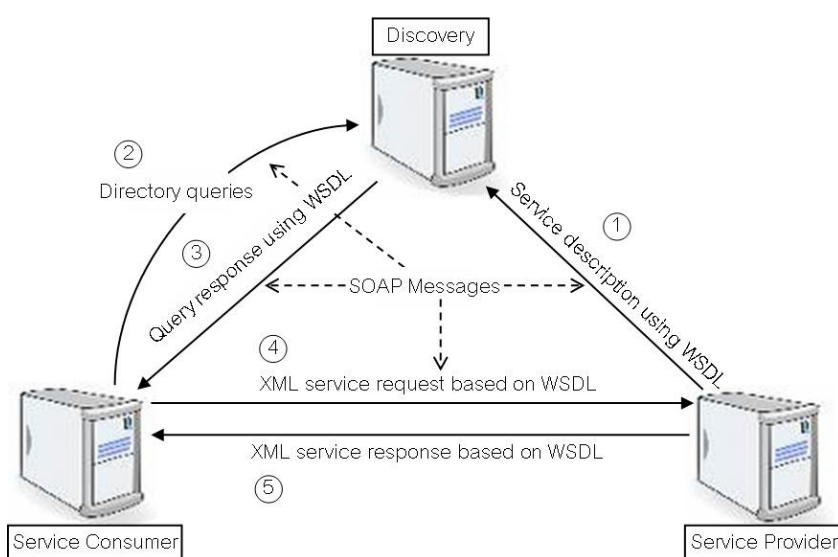 Discovery
2
Directory queries
3
Query response using WSDL
1
Service description using WSDL
SOAP Messages
4
XML service request based on WSDL
XML service response based on WSDL
5
Service Consumer
Service Provider